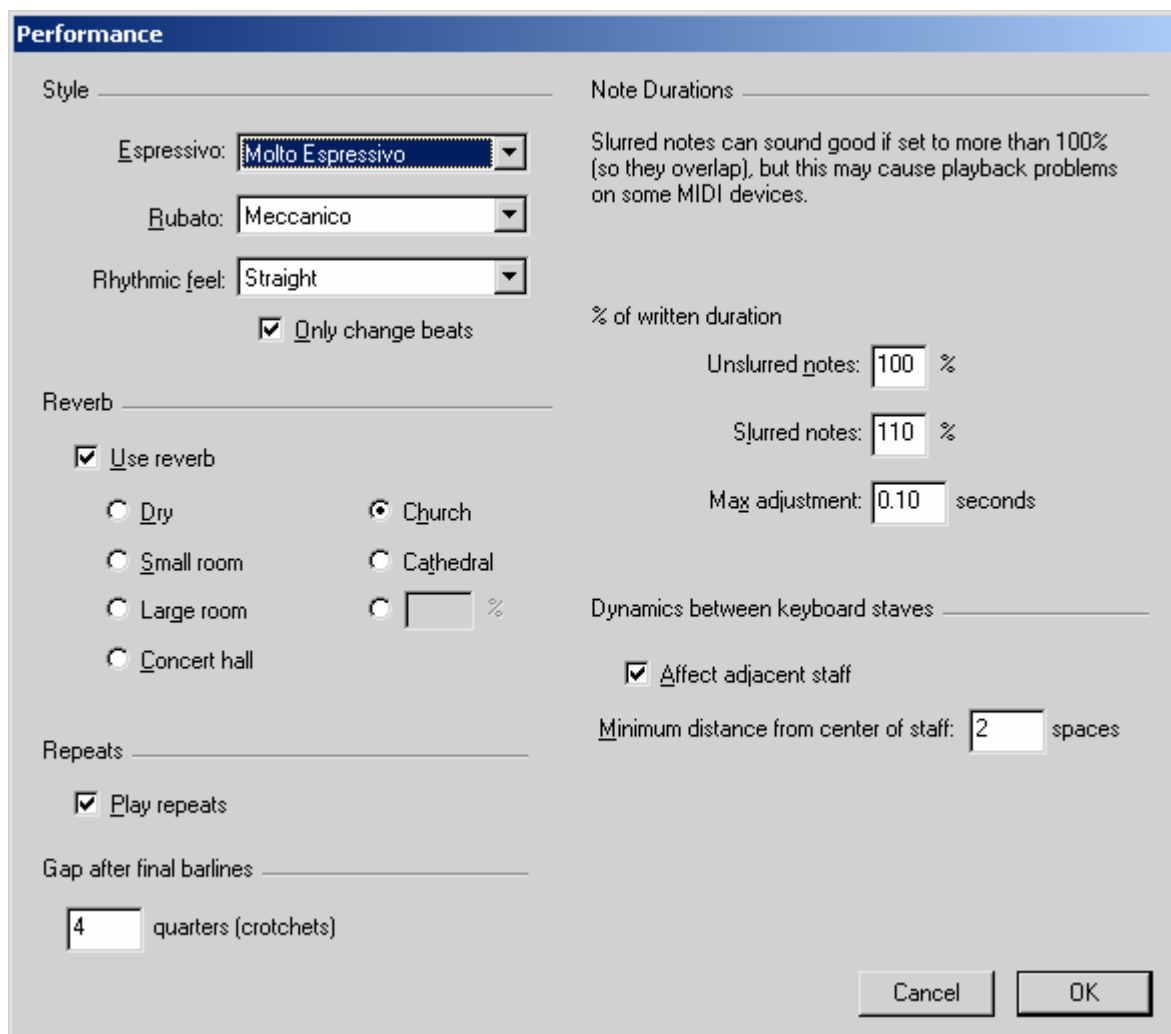 Performance
Style
Espressivo: Molto Espressivo
Rubato: Meccanico
Rhythmic feel: Straight
Only change beats
Reverb
Use reverb
Dry
Church
Small room
Cathedral
Large room
%
Concert hall
Repeats
Play repeats
Gap after final barlines
4 quarters (crotchets)
Note Durations
Slurred notes can sound good if set to more than 100%
(so they overlap), but this may cause playback problems
on some MIDI devices.
% of written duration
Unslurred notes: 100 %
Slurred notes: 110 %
Max adjustment: 0.10 seconds
Dynamics between keyboard staves
Affect adjacent staff
Minimum distance from center of staff: 2 spaces
Cancel
OK